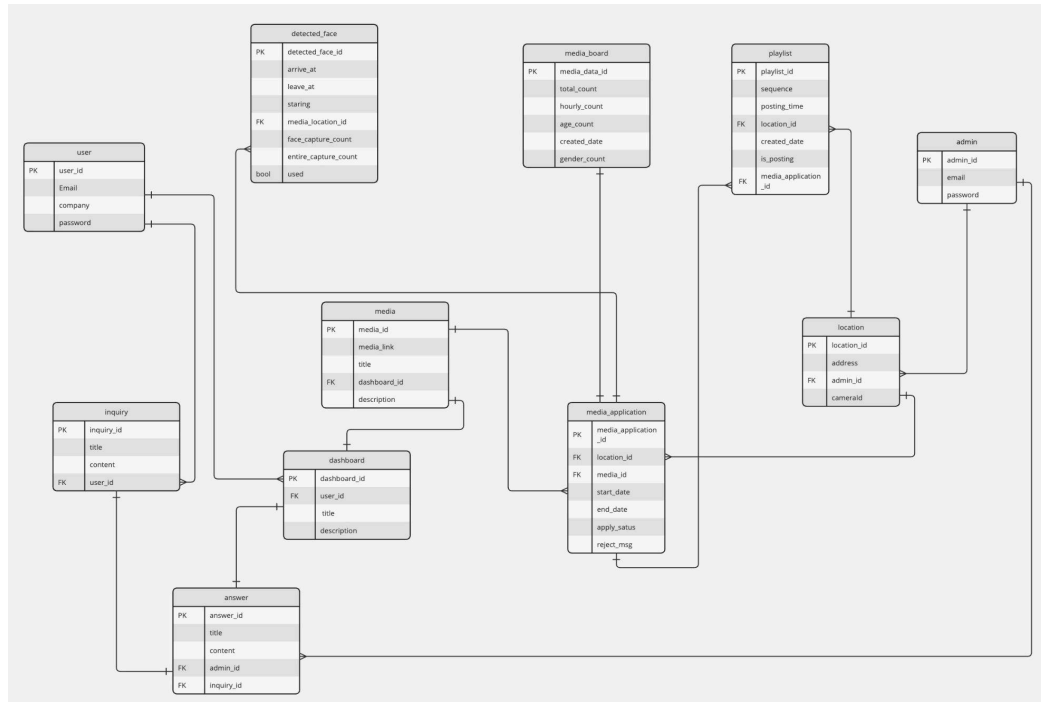 detected_face
PK detected_face_id
arrive_at
leave_at
staring
FK media_location_id
face_capture_count
entire_capture_count
bool used
media_board
PK media_data_id
total_count
hourly_count
age_count
created_date
gender_count
playlist
PK playlist_id
sequence
posting_time
FK location_id
created_date
is_posting
FK media_application
_id
admin
PK admin_id
email
password
user
PK user_id
Email
company
password
media
PK media_id
media_link
title
FK dashboard_id
description
location
PK location_id
address
FK admin_id
cameraId
inquiry
PK inquiry_id
title
content
FK user_id
dashboard
PK dashboard_id
FK user_id
title
description
media_application
PK media_application
_id
FK location_id
FK media_id
start_date
end_date
apply_satus
reject_msg
answer
PK answer_id
title
content
FK admin_id
FK inquiry_id